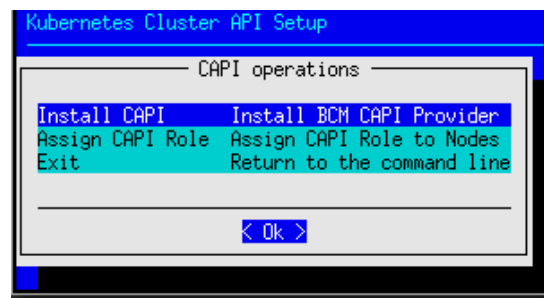 Kubernetes Cluster API Setup
CAPI operations
Install CAPI Install BCM CAPI Provider
Assign CAPI Role Assign CAPI Role to Nodes
Exit Return to the command line
< Ok >